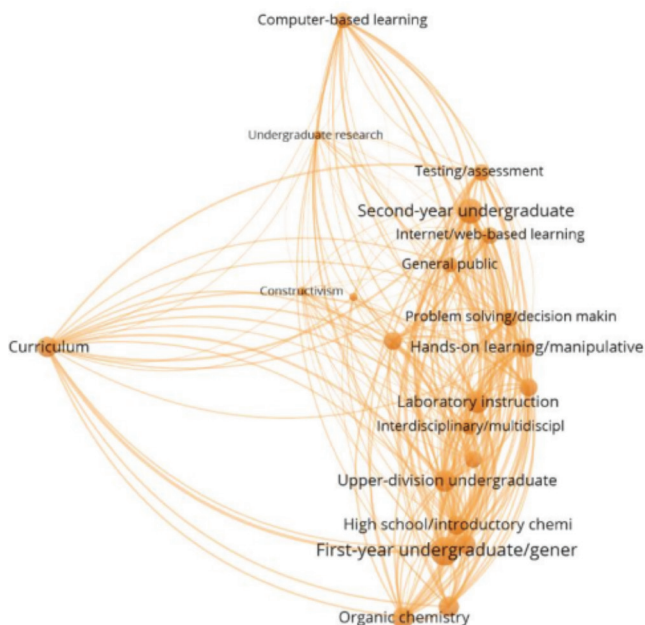 Computer-based learning
Undergraduate research
Testing/assessment
Second-year undergraduate
Internet/web-based learning
General public
Constructivism
Problem solving/decision makin
Curriculum
Hands-on learning/manipulative
Laboratory instruction
Interdisciplinary/multidiscipl
Upper-division undergraduate
High school/introductory chemi
First-year undergraduate/gener
Organic chemistry